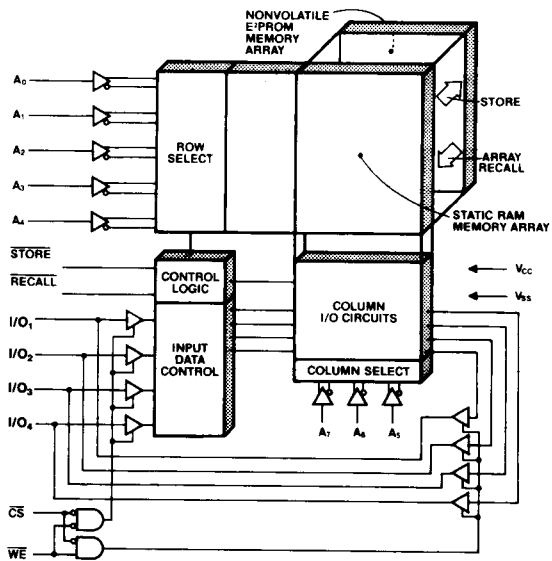 NONVOLATILE
E²PROM
MEMORY
ARRAY
A₀
A₁
A₂
A₃
A₄
ROW
SELECT
STORE
ARRAY
RECALL
STATIC RAM
MEMORY ARRAY
STORE
RECALL
CONTROL
LOGIC
VCC
VSS
I/O₁
I/O₂
I/O₃
I/O₄
INPUT
DATA
CONTROL
COLUMN
I/O CIRCUITS
COLUMN SELECT
A₇
A₆
A₅
CS
WE